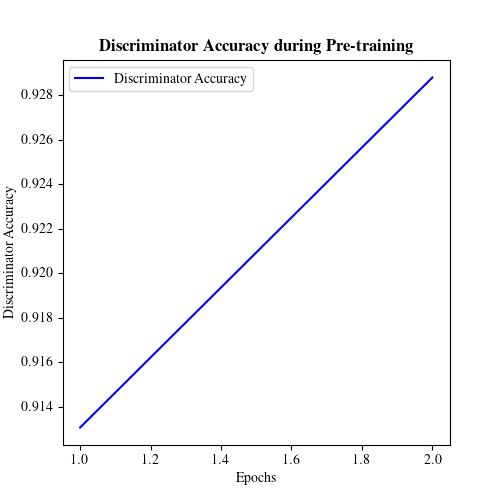 Discriminator Accuracy during Pre-training
Discriminator Accuracy
Discriminator Accuracy
0.928
0.926
0.924
0.922
0.920
0.918
0.916
0.914
1.0 1.2 1.4 1.6 1.8 2.0
Epochs